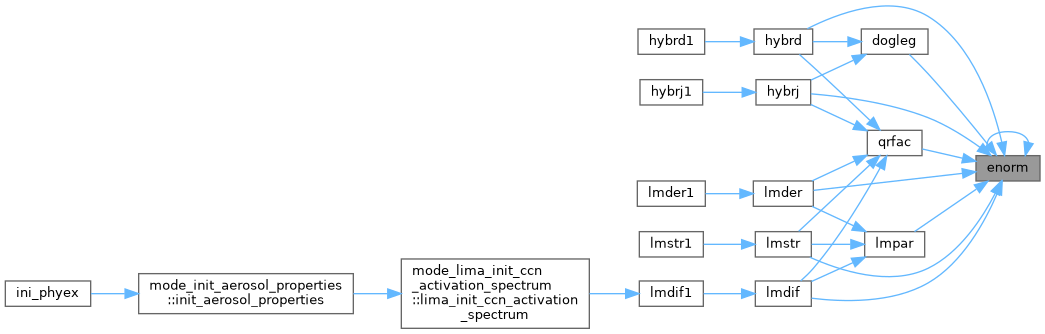 hybrd1
hybrd
dogleg
hybrj1
hybrj
qrfac
enorm
lmder1
lmder
lmstr1
lmstr
lmpar
ini_phyex
mode_init_aerosol_properties
::init_aerosol_properties
mode_lima_init_ccn
_activation_spectrum
::lima_init_ccn_activation
_spectrum
lmdif1
lmdif